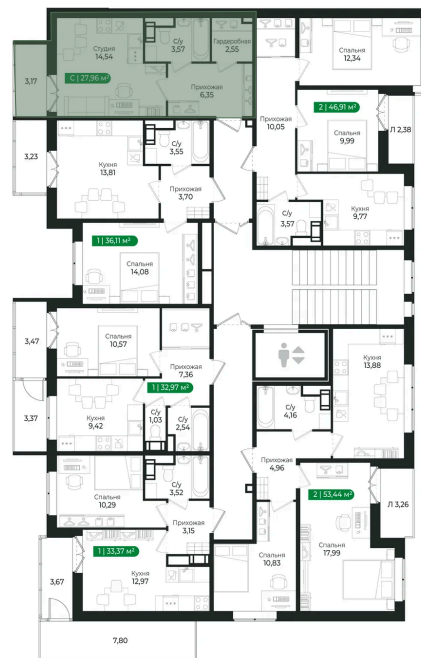 Студия
14,54
С/у
3,57
Гардеробная
2,55
С | 27,96 м²
3,17
Прихожая
6,35
Спальня
12,34
2 | 46,91 м²
9,99
Л 2,38
Прихожая
10,05
3,23
Кухня
13,81
С/у
3,55
Прихожая
3,70
С/у
3,57
Кухня
9,77
1 | 36,11 м²
Спальня
14,08
3,47
Спальня
10,57
Прихожая
7,36
1 | 32,97 м²
3,37
Кухня
9,42
С/у
1,03
С/у
2,54
Кухня
13,88
С/у
4,16
Прихожая
4,96
Спальня
10,29
С/у
3,52
Прихожая
3,15
1 | 33,37 м²
Кухня
12,97
3,67
7,80
Спальня
10,83
2 | 53,44 м²
Спальня
17,99
Л 3,26